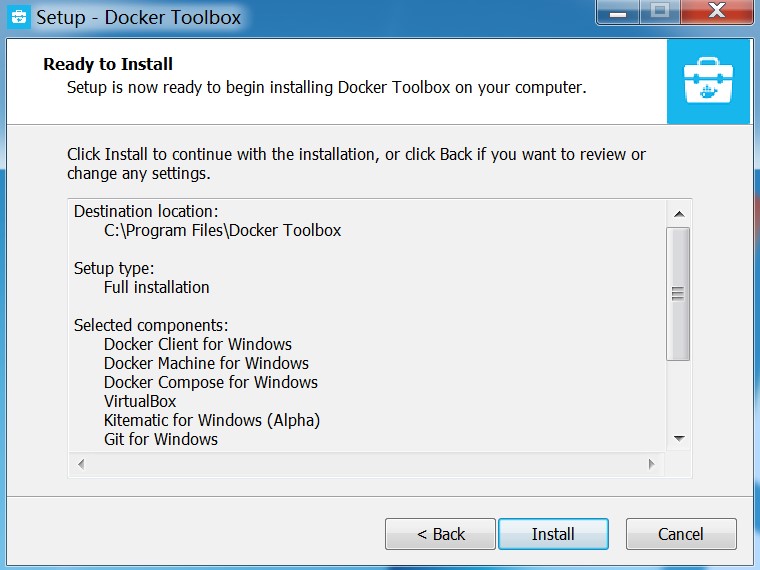 Setup - Docker Toolbox
Ready to Install
Setup is now ready to begin installing Docker Toolbox on your computer.
Click Install to continue with the installation, or click Back if you want to review or
change any settings.
Destination location:
C:\Program Files\Docker Toolbox
Setup type:
Full installation
Selected components:
Docker Client for Windows
Docker Machine for Windows
Docker Compose for Windows
VirtualBox
Kitematic for Windows (Alpha)
Git for Windows
< Back
Install
Cancel